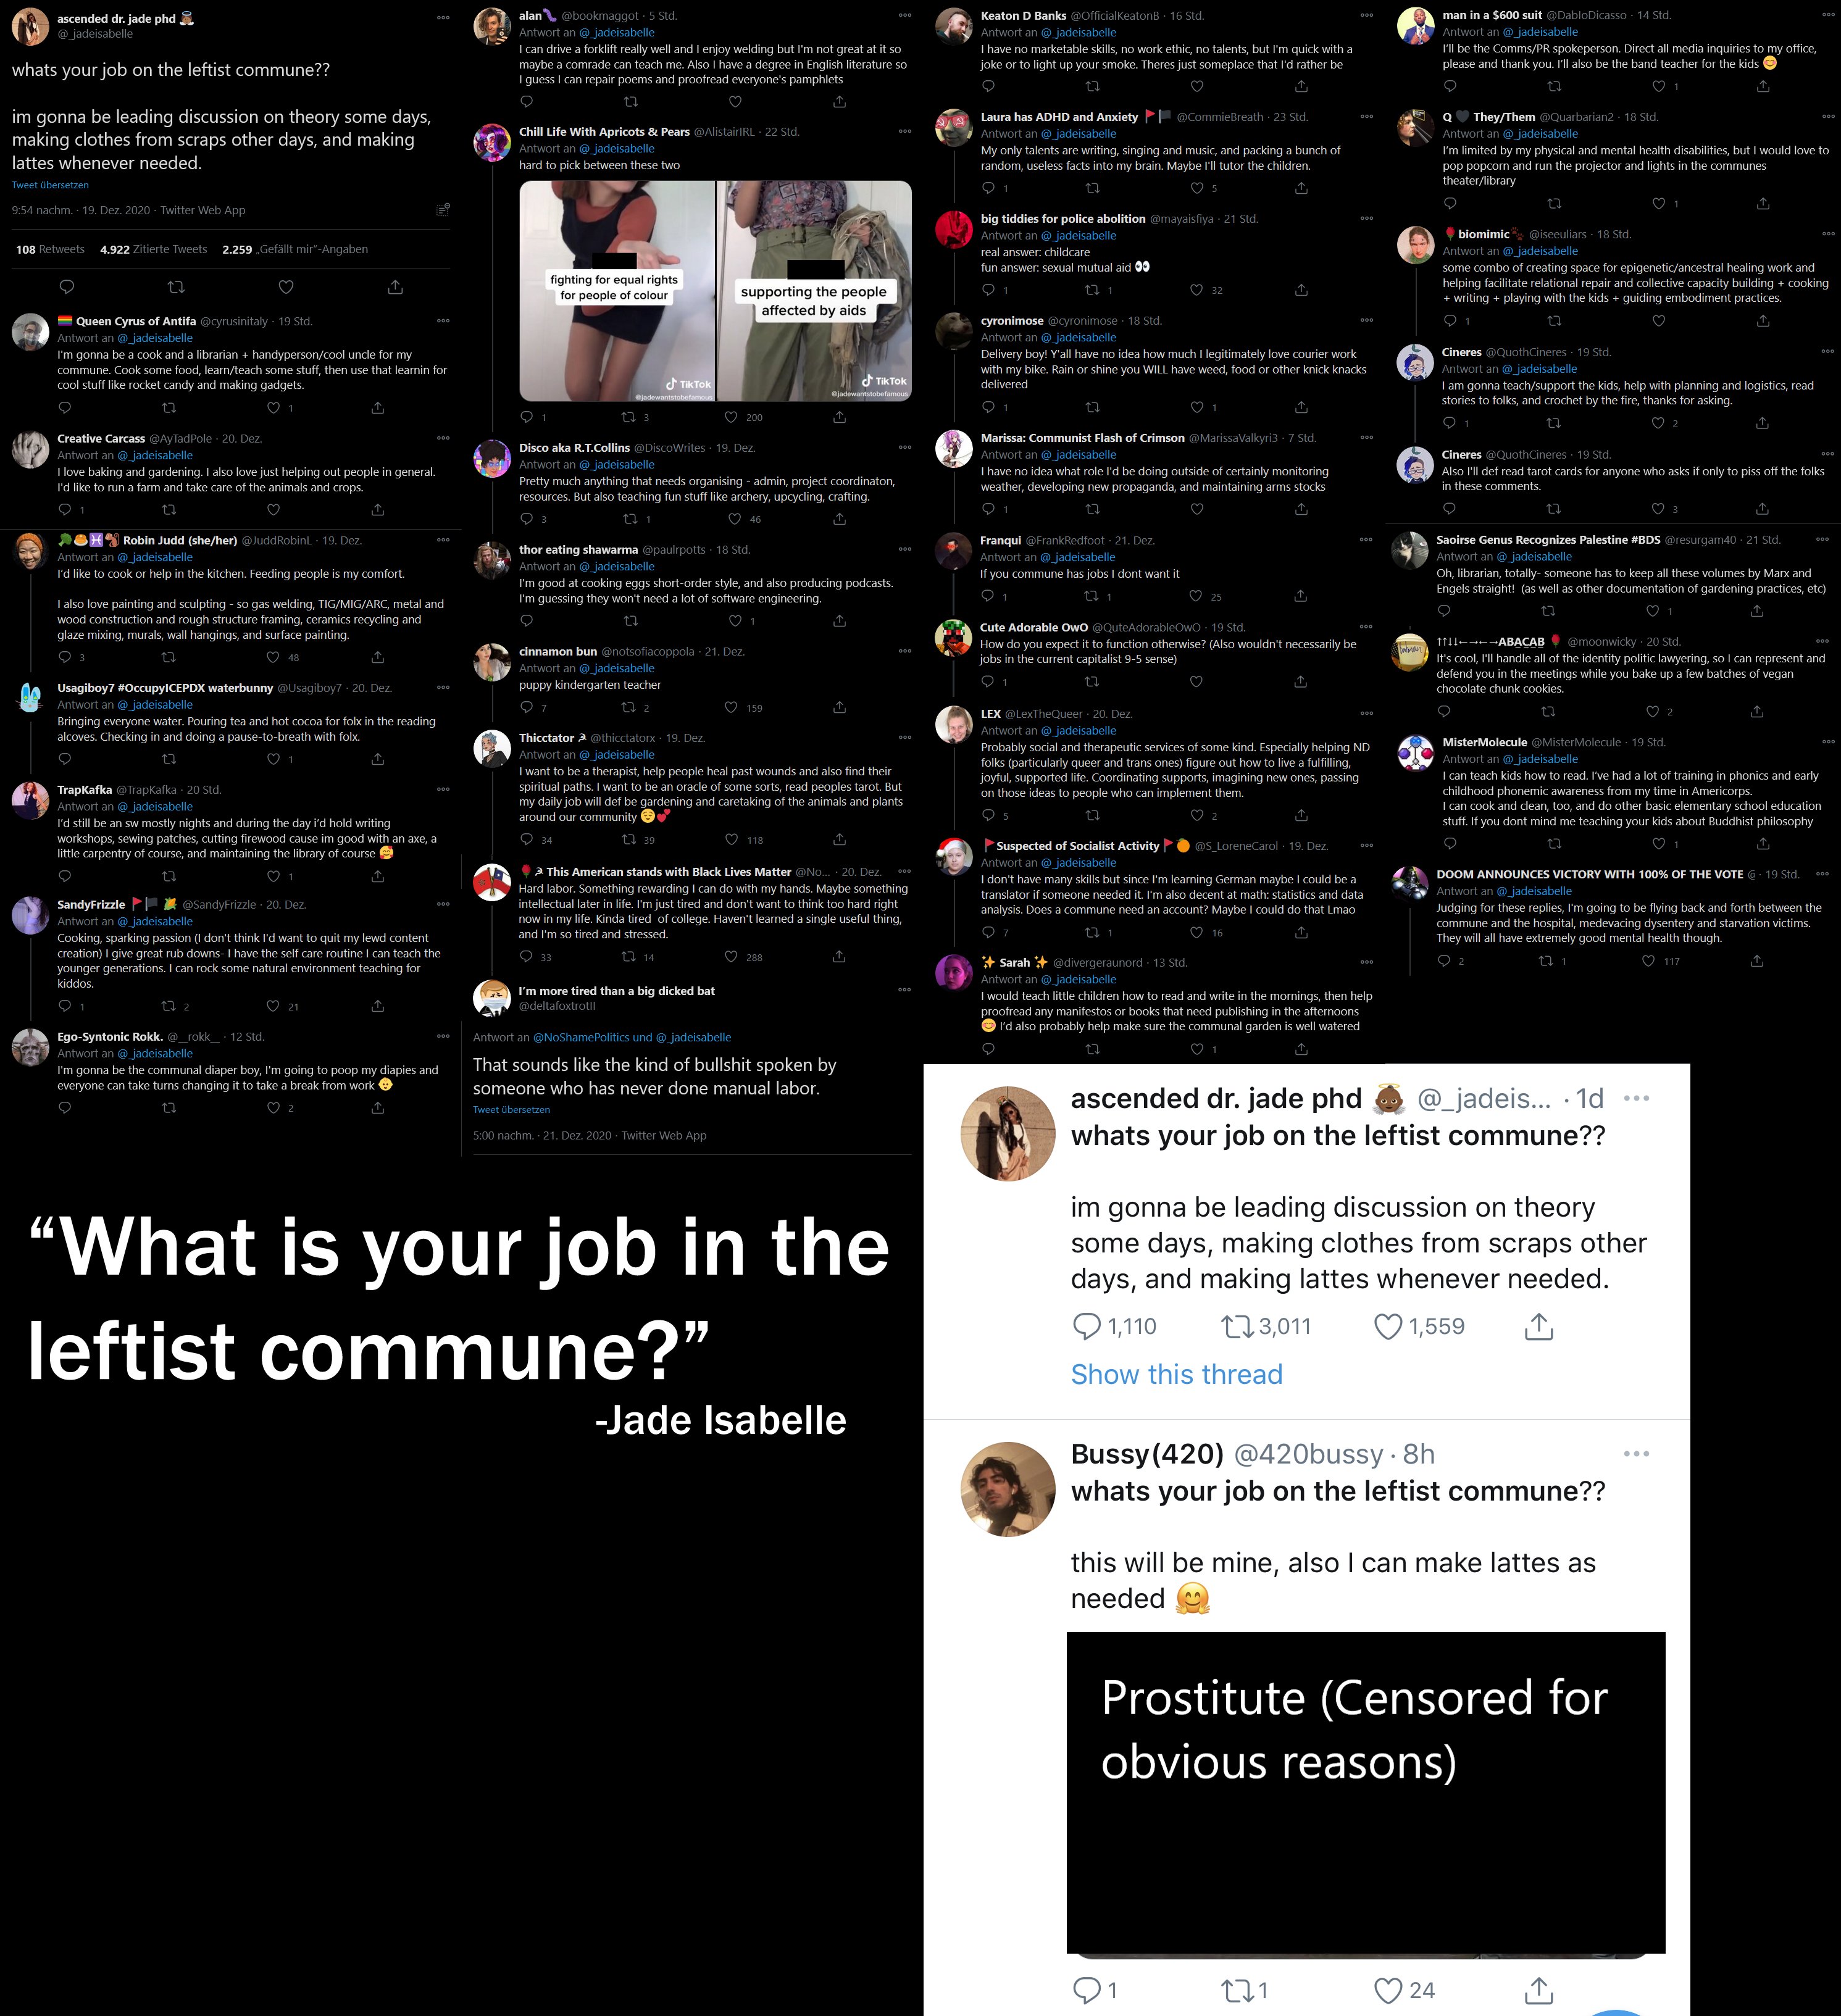 ascended dr. jade phd
@_jadeisabelle
whats your job on the leftist commune??
im gonna be leading discussion on theory some days,
making clothes from scraps other days, and making
lattes whenever needed.
Tweet übersetzen
9:54 nachm. · 19. Dez. 2020 · Twitter Web App
108 Retweets 4.922 Zitierte Tweets 2.259 „Gefällt mir“-Angaben
Queen Cyrus of Antifa @cyrusinitaly · 19 Std.
Antwort an @_jadeisabelle
I'm gonna be a cook and a librarian + handyperson/cool uncle for my
commune. Cook some food, learn/teach some stuff, then use that learnin for
cool stuff like rocket candy and making gadgets.
1
Creative Carcass @AyTadPole · 20. Dez.
Antwort an @_jadeisabelle
I love baking and gardening. I also love just helping out people in general.
I'd like to run a farm and take care of the animals and crops.
1
Robin Judd (she/her) @JuddRobinL · 19. Dez.
Antwort an @_jadeisabelle
I'd like to cook or help in the kitchen. Feeding people is my comfort.
I also love painting and sculpting - so gas welding, TIG/MIG/ARC, metal and
wood construction and rough structure framing, ceramics recycling and
glaze mixing, murals, wall hangings, and surface painting.
3 48
Usagiboy7 #OccupyICEPDX waterbunny @Usagiboy7 · 20. Dez.
Antwort an @_jadeisabelle
Bringing everyone water. Pouring tea and hot cocoa for folx in the reading
alcoves. Checking in and doing a pause-to-breath with folx.
1
TrapKafka @TrapKafka · 20 Std.
Antwort an @_jadeisabelle
I'd still be an sw mostly nights and during the day i'd hold writing
workshops, sewing patches, cutting firewood cause im good with an axe, a
little carpentry of course, and maintaining the library of course 🥰
1
SandyFrizzle @SandyFrizzle · 20. Dez.
Antwort an @_jadeisabelle
Cooking, sparking passion (I don't think I'd want to quit my lewd content
creation) I give great rub downs- I have the self care routine I can teach the
younger generations. I can rock some natural environment teaching for
kiddos.
1 2 21
Ego-Syntonic Rokk. @__rokk__ · 12 Std.
Antwort an @_jadeisabelle
I'm gonna be the communal diaper boy, I'm going to poop my diapies and
everyone can take turns changing it to take a break from work 👶
2
alan @bookmaggot · 5 Std.
Antwort an @_jadeisabelle
I can drive a forklift really well and I enjoy welding but I'm not great at it so
maybe a comrade can teach me. Also I have a degree in English literature so
I guess I can repair poems and proofread everyone's pamphlets
Chill Life With Apricots & Pears @AlistairIRL · 22 Std.
Antwort an @_jadeisabelle
hard to pick between these two
fighting for equal rights
for people of colour
supporting the people
affected by aids
TikTok
@jadewantstobefamous
TikTok
@jadewantstobefamous
1 3 200
Disco aka R.T.Collins @DiscoWrites · 19. Dez.
Antwort an @_jadeisabelle
Pretty much anything that needs organising - admin, project coordinaton,
resources. But also teaching fun stuff like archery, upcycling, crafting.
3 1 46
thor eating shawarma @paulrpotts · 18 Std.
Antwort an @_jadeisabelle
I'm good at cooking eggs short-order style, and also producing podcasts.
I'm guessing they won't need a lot of software engineering.
1
cinnamon bun @notsofiacoppola · 21. Dez.
Antwort an @_jadeisabelle
puppy kindergarten teacher
7 2 159
Thicctator ☭ @thicctatorx · 19. Dez.
Antwort an @_jadeisabelle
I want to be a therapist, help people heal past wounds and also find their
spiritual paths. I want to be an oracle of some sorts, read peoples tarot. But
my daily job will def be gardening and caretaking of the animals and plants
around our community 😌💕
34 39 118
🌹☭ This American stands with Black Lives Matter @No... · 20. Dez.
Antwort an @_jadeisabelle
Hard labor. Something rewarding I can do with my hands. Maybe something
intellectual later in life. I'm just tired and don't want to think too hard right
now in my life. Kinda tired of college. Haven't learned a single useful thing,
and I'm so tired and stressed.
33 14 288
I'm more tired than a big dicked bat
@deltafoxtrotll
Antwort an @NoShamePolitics und @_jadeisabelle
That sounds like the kind of bullshit spoken by
someone who has never done manual labor.
Tweet übersetzen
5:00 nachm. · 21. Dez. 2020 · Twitter Web App
Keaton D Banks @OfficialKeatonB · 16 Std.
Antwort an @_jadeisabelle
I have no marketable skills, no work ethic, no talents, but I'm quick with a
joke or to light up your smoke. Theres just someplace that I'd rather be
Laura has ADHD and Anxiety @CommieBreath · 23 Std.
Antwort an @_jadeisabelle
My only talents are writing, singing and music, and packing a bunch of
random, useless facts into my brain. Maybe I'll tutor the children.
1 5
big tiddies for police abolition @mayaisfiya · 21 Std.
Antwort an @_jadeisabelle
real answer: childcare
fun answer: sexual mutual aid 👀
1 1 32
cyronimose @cyronimose · 18 Std.
Antwort an @_jadeisabelle
Delivery boy! Y'all have no idea how much I legitimately love courier work
with my bike. Rain or shine you WILL have weed, food or other knick knacks
delivered
1 1
Marissa: Communist Flash of Crimson @MarissaValkyri3 · 7 Std.
Antwort an @_jadeisabelle
I have no idea what role I'd be doing outside of certainly monitoring
weather, developing new propaganda, and maintaining arms stocks
1
Franqui @FrankRedfoot · 21. Dez.
Antwort an @_jadeisabelle
If you commune has jobs I dont want it
1 1 25
Cute Adorable OwO @QuteAdorableOwO · 19 Std.
How do you expect it to function otherwise? (Also wouldn't necessarily be
jobs in the current capitalist 9-5 sense)
1
LEX @LexTheQueer · 20. Dez.
Antwort an @_jadeisabelle
Probably social and therapeutic services of some kind. Especially helping ND
folks (particularly queer and trans ones) figure out how to live a fulfilling,
joyful, supported life. Coordinating supports, imagining new ones, passing
on those ideas to people who can implement them.
5 2
Suspected of Socialist Activity @S_LoreneCarol · 19. Dez.
Antwort an @_jadeisabelle
I don't have many skills but since I'm learning German maybe I could be a
translator if someone needed it. I'm also decent at math: statistics and data
analysis. Does a commune need an account? Maybe I could do that Lmao
7 1 16
✨ Sarah ✨ @divergeraunord · 13 Std.
Antwort an @_jadeisabelle
I would teach little children how to read and write in the mornings, then help
proofread any manifestos or books that need publishing in the afternoons
😊 I'd also probably help make sure the communal garden is well watered
1
man in a $600 suit @DabloDicasso · 14 Std.
Antwort an @_jadeisabelle
I'll be the Comms/PR spokeperson. Direct all media inquiries to my office,
please and thank you. I'll also be the band teacher for the kids 😊
1
Q 🖤 They/Them @Quarbarian2 · 18 Std.
Antwort an @_jadeisabelle
I'm limited by my physical and mental health disabilities, but I would love to
pop popcorn and run the projector and lights in the communes
theater/library
1
🌹biomimic @iseeuliars · 18 Std.
Antwort an @_jadeisabelle
some combo of creating space for epigenetic/ancestral healing work and
helping facilitate relational repair and collective capacity building + cooking
+ writing + playing with the kids + guiding embodiment practices.
1
Cineres @QuothCineres · 19 Std.
Antwort an @_jadeisabelle
I am gonna teach/support the kids, help with planning and logistics, read
stories to folks, and crochet by the fire, thanks for asking.
1 2
Cineres @QuothCineres · 19 Std.
Antwort an @_jadeisabelle
Also I'll def read tarot cards for anyone who asks if only to piss off the folks
in these comments.
3
Saoirse Genus Recognizes Palestine #BDS @resurgam40 · 21 Std.
Antwort an @_jadeisabelle
Oh, librarian, totally- someone has to keep all these volumes by Marx and
Engels straight! (as well as other documentation of gardening practices, etc)
1
↑↑↓↓←→←→ABACAB 🌹 @moonwicky · 20 Std.
It's cool, I'll handle all of the identity politic lawyering, so I can represent and
defend you in the meetings while you bake up a few batches of vegan
chocolate chunk cookies.
2
MisterMolecule @MisterMolecule · 19 Std.
Antwort an @_jadeisabelle
I can teach kids how to read. I've had a lot of training in phonics and early
childhood phonemic awareness from my time in Americorps.
I can cook and clean, too, and do other basic elementary school education
stuff. If you dont mind me teaching your kids about Buddhist philosophy
1
DOOM ANNOUNCES VICTORY WITH 100% OF THE VOTE @ · 19 Std.
Antwort an @_jadeisabelle
Judging for these replies, I'm going to be flying back and forth between the
commune and the hospital, medevacing dysentery and starvation victims.
They will all have extremely good mental health though.
2 1 117
“What is your job in the
leftist commune?”
-Jade Isabelle
ascended dr. jade phd @_jadeis... · 1d
whats your job on the leftist commune??
im gonna be leading discussion on theory
some days, making clothes from scraps other
days, and making lattes whenever needed.
1,110 3,011 1,559
Show this thread
Bussy(420) @420bussy · 8h
whats your job on the leftist commune??
this will be mine, also I can make lattes as
needed 🤗
Prostitute (Censored for
obvious reasons)
1 1 24